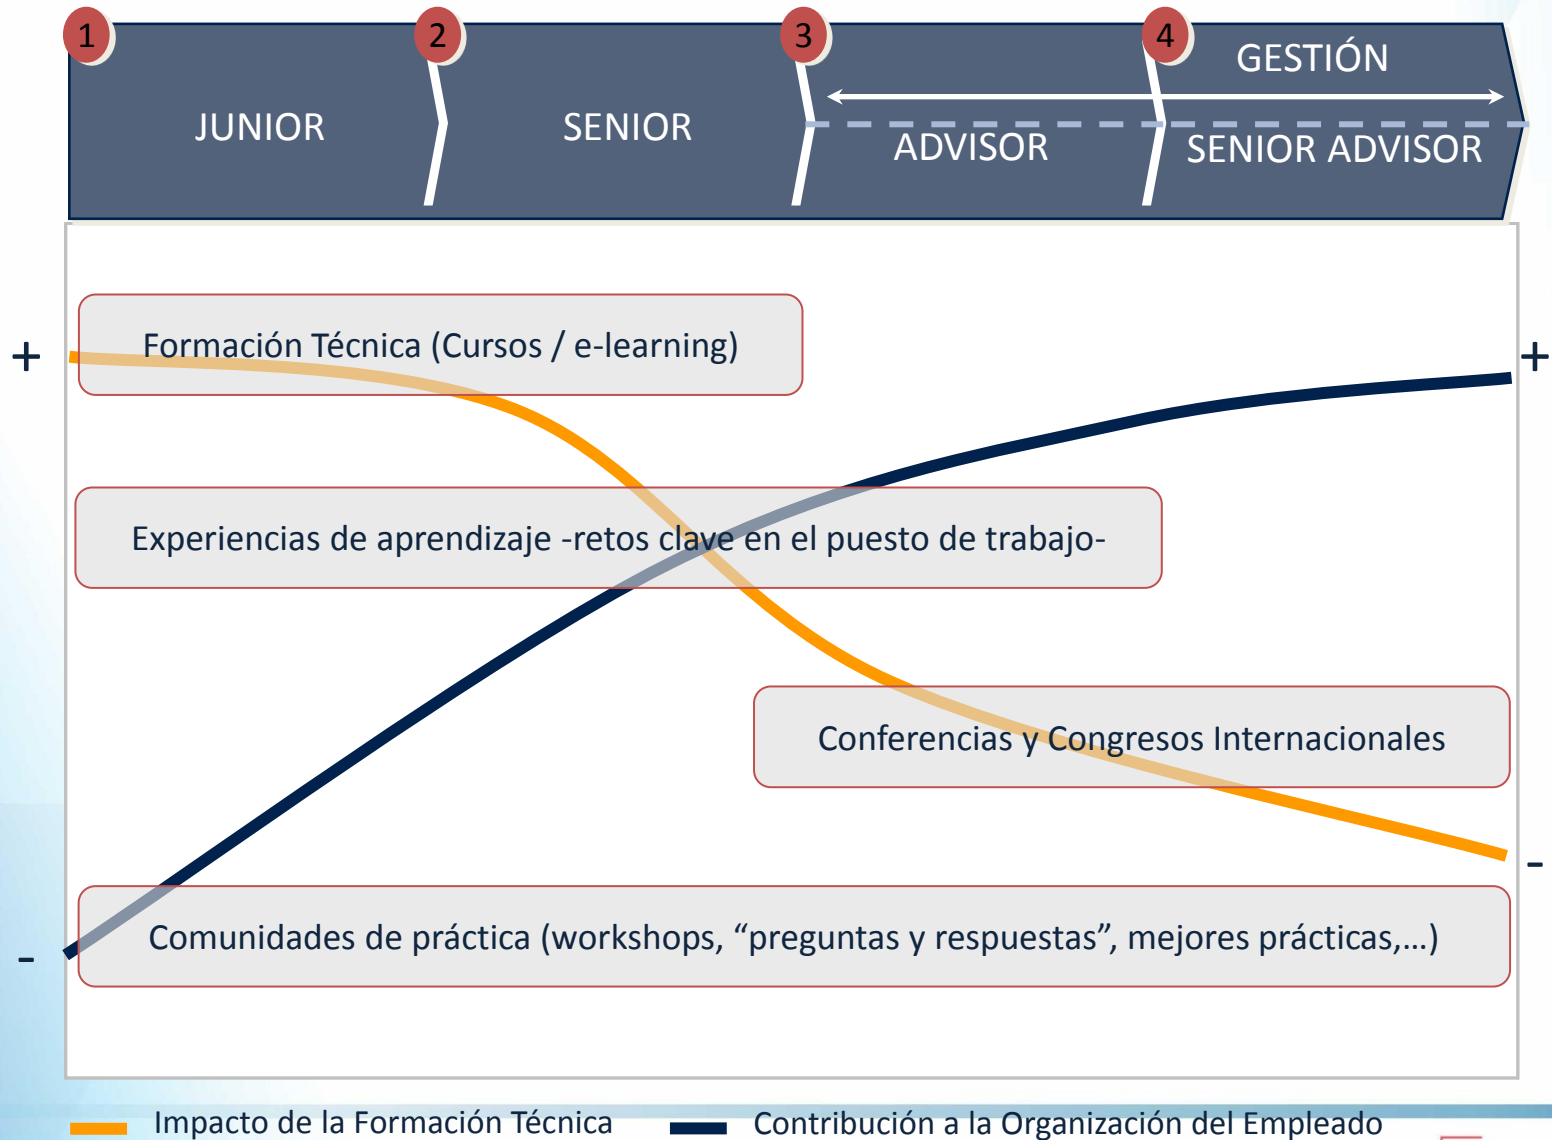 1
2
3
4
GESTIÓN
JUNIOR
SENIOR
ADVISOR
SENIOR ADVISOR
Formación Técnica (Cursos / e-learning)
+
+
Experiencias de aprendizaje -retos clave en el puesto de trabajo-
Conferencias y Congresos Internacionales
-
Comunidades de práctica (workshops, “preguntas y respuestas”, mejores prácticas,...)
-
Impacto de la Formación Técnica
Contribución a la Organización del Empleado